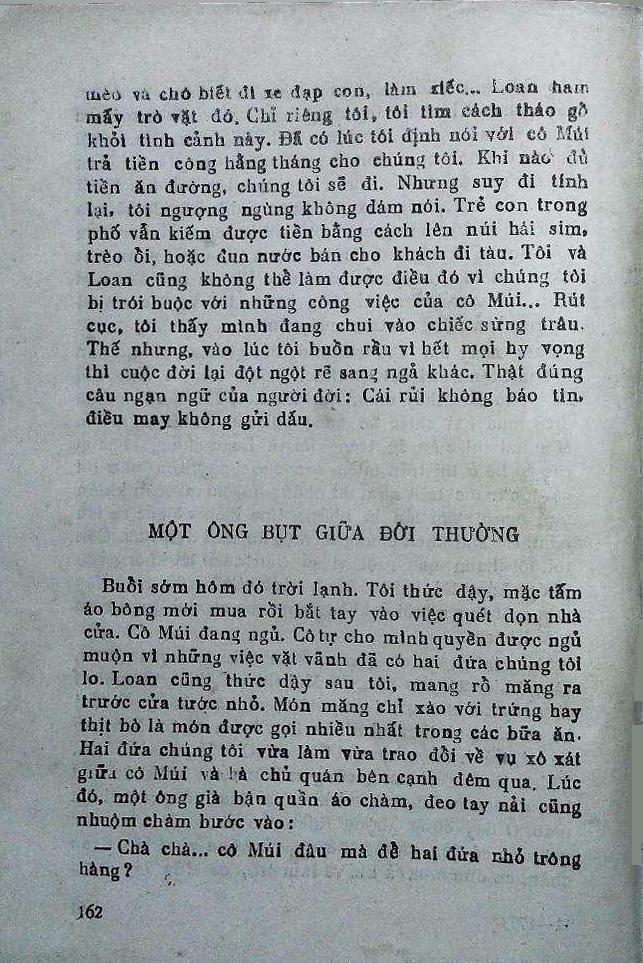 mèo và chó biết đi xe đạp con, làm xiếc... Loan ham
mấy trò vặt đó. Chỉ riêng tôi, tôi tìm cách tháo gỡ
khỏi tình cảnh này. Đã có lúc tôi định nói với cô Múi
trả tiền công hằng tháng cho chúng tôi. Khi nào đủ
tiền ăn đường, chúng tôi sẽ đi. Nhưng suy đi tính
lại, tôi ngượng ngùng không dám nói. Trẻ con trong
phố vẫn kiếm được tiền bằng cách lên núi hái sim,
trèo ổi, hoặc đun nước bán cho khách đi tàu. Tôi và
Loan cũng không thể làm được điều đó vì chúng tôi
bị trói buộc với những công việc của cô Múi... Rút
cục, tôi thấy mình đang chui vào chiếc sừng trâu.
Thế nhưng, vào lúc tôi buồn rầu vì hết mọi hy vọng
thì cuộc đời lại đột ngột rẽ sang ngả khác. Thật đúng
câu ngạn ngữ của người đời: Cái rủi không báo tin,
điều may không gửi dấu.
MỘT ÔNG BỤT GIỮA ĐỜI THƯỜNG
Buổi sớm hôm đó trời lạnh. Tôi thức dậy, mặc tấm
áo bông mới mua rồi bắt tay vào việc quét dọn nhà
cửa. Cô Múi đang ngủ. Cô tự cho mình quyền được ngủ
muộn vì những việc vặt vãnh đã có hai đứa chúng tôi
lo. Loan cũng thức dậy sau tôi, mang rổ măng ra
trước cửa tước nhỏ. Món măng chỉ xào với trứng hay
thịt bò là món được gọi nhiều nhất trong các bữa ăn.
Hai đứa chúng tôi vừa làm vừa trao đổi về vụ xô xát
giữa cô Múi và bà chủ quán bên cạnh đêm qua. Lúc
đó, một ông già bận quần áo chàm, đeo tay nải cũng
nhuộm chàm bước vào:
— Chà chà... cô Múi đâu mà để hai đứa nhỏ trông
hàng?
162